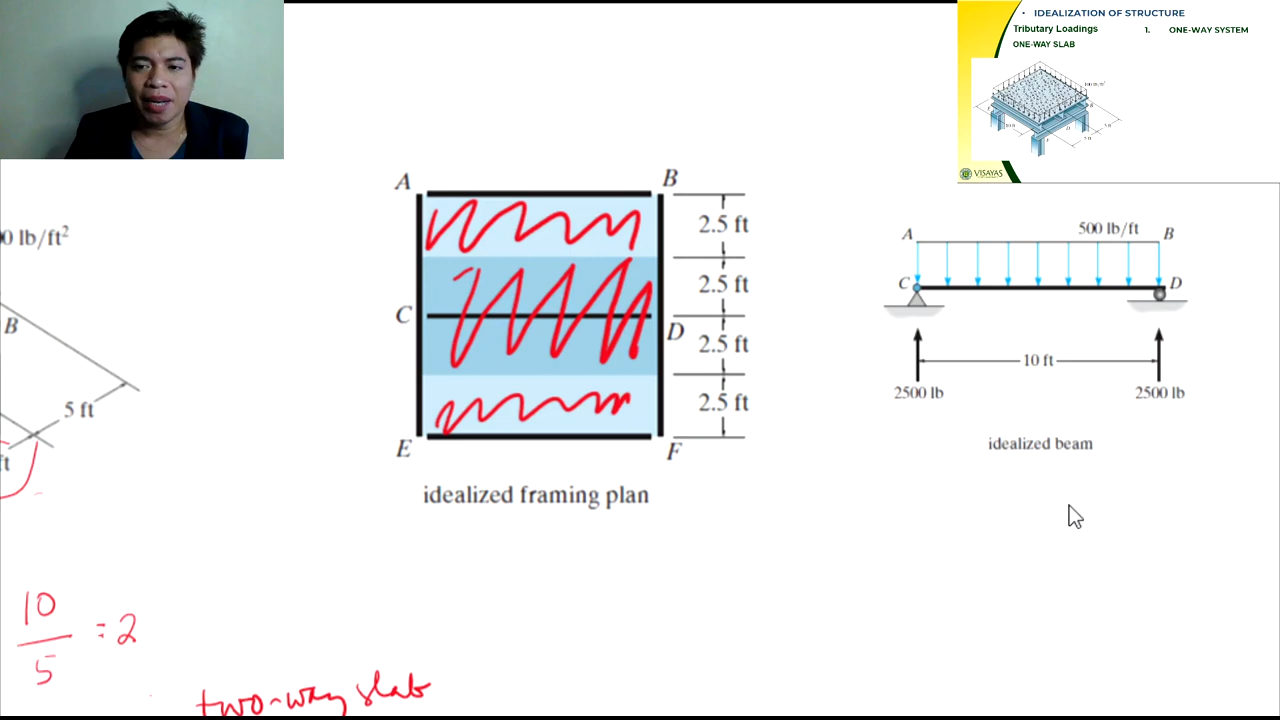 • IDEALIZATION OF STRUCTURE
Tributary Loadings
1. ONE-WAY SYSTEM
ONE-WAY SLAB
VISAYAS
0 lb/ft²
B
5 ft
ft
A
B
2.5 ft
2.5 ft
C
D
2.5 ft
2.5 ft
E
F
idealized framing plan
500 lb/ft
A
B
C
D
10 ft
2500 lb
2500 lb
idealized beam
10
5
= 2
two-way slab